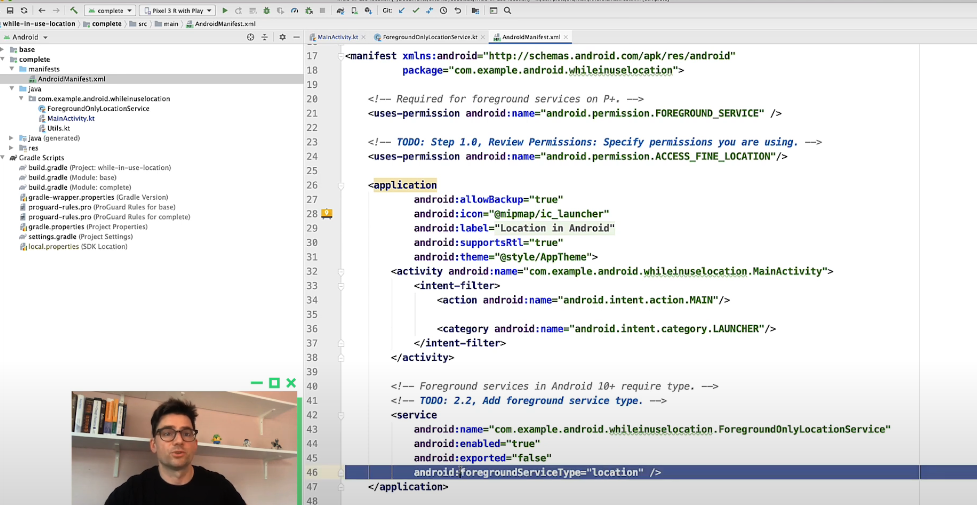 complete
Pixel 3 R with Play
Git:
while-in-use-location
complete
src
main
AndroidManifest.xml
Android
MainActivity.kt
ForegroundOnlyLocationService.kt
AndroidManifest.xml
base
complete
manifests
AndroidManifest.xml
java
com.example.android.whileinuselocation
ForegroundOnlyLocationService
MainActivity.kt
Utils.kt
java (generated)
res
Gradle Scripts
build.gradle (Project: while-in-use-location)
build.gradle (Module: base)
build.gradle (Module: complete)
gradle-wrapper.properties (Gradle Version)
proguard-rules.pro (ProGuard Rules for base)
proguard-rules.pro (ProGuard Rules for complete)
gradle.properties (Project Properties)
settings.gradle (Project Settings)
local.properties (SDK Location)
17 <manifest xmlns:android="http://schemas.android.com/apk/res/android"
18 package="com.example.android.whileinuselocation">
19
20 <!-- Required for foreground services on P+. -->
21 <uses-permission android:name="android.permission.FOREGROUND_SERVICE" />
22
23 <!-- TODO: Step 1.0, Review Permissions: Specify permissions you are using. -->
24 <uses-permission android:name="android.permission.ACCESS_FINE_LOCATION"/>
25
26 <application
27 android:allowBackup="true"
28 android:icon="@mipmap/ic_launcher"
29 android:label="Location in Android"
30 android:supportsRtl="true"
31 android:theme="@style/AppTheme">
32 <activity android:name="com.example.android.whileinuselocation.MainActivity">
33 <intent-filter>
34 <action android:name="android.intent.action.MAIN"/>
35
36 <category android:name="android.intent.category.LAUNCHER"/>
37 </intent-filter>
38 </activity>
39
40 <!-- Foreground services in Android 10+ require type. -->
41 <!-- TODO: 2.2, Add foreground service type. -->
42 <service
43 android:name="com.example.android.whileinuselocation.ForegroundOnlyLocationService"
44 android:enabled="true"
45 android:exported="false"
46 android:foregroundServiceType="location" />
47 </application>
48